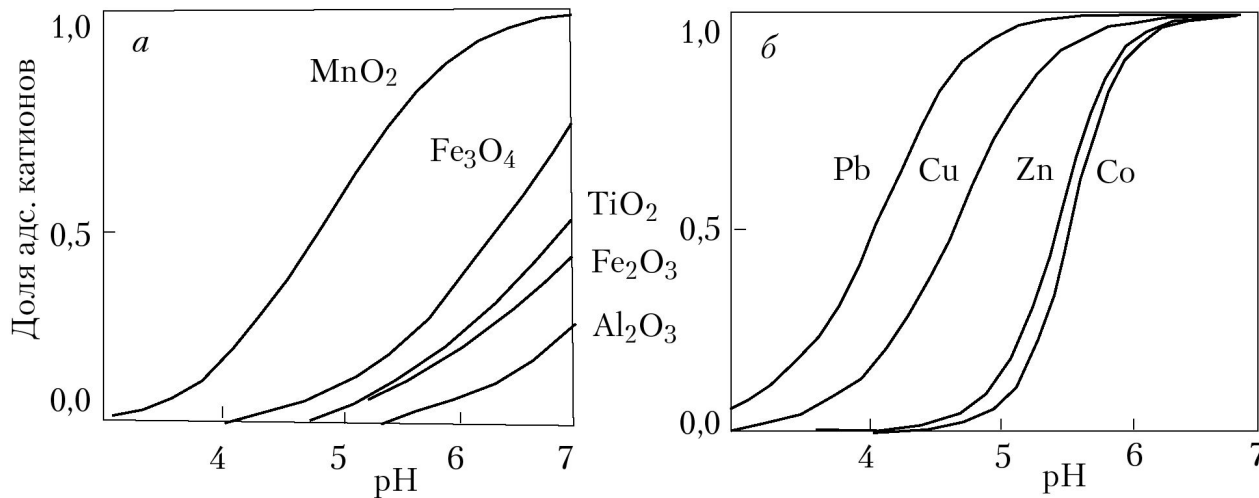 Доля адс. катионов
1,0
0,5
0,0
а
MnO2
Fe3O4
TiO2
Fe2O3
Al2O3
4 5 6 7
pH
1,0
0,5
0,0
б
Pb Cu Zn Co
4 5 6 7
pH